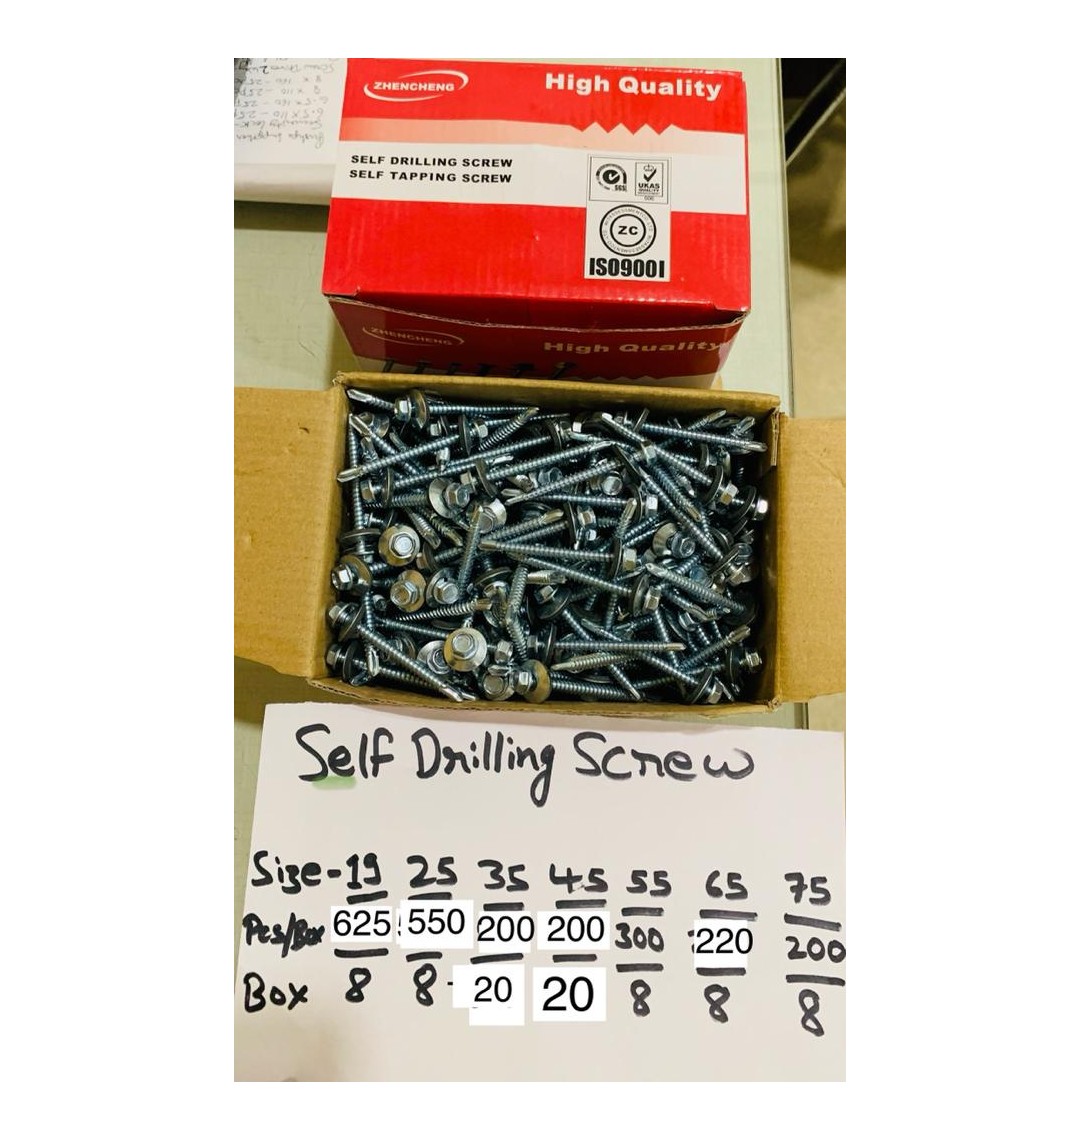 ZHENCHENG
High Quality
SELF DRILLING SCREW
SELF TAPPING SCREW
SGS
UKAS
ZC
ISO9001
ZHENCHENG
High Quality
Self Drilling Screw
Size - 19 25 35 45 55 65 75
Pcs/Box 625 550 200 200 300 220 200
Box 8 8 20 20 8 8 8